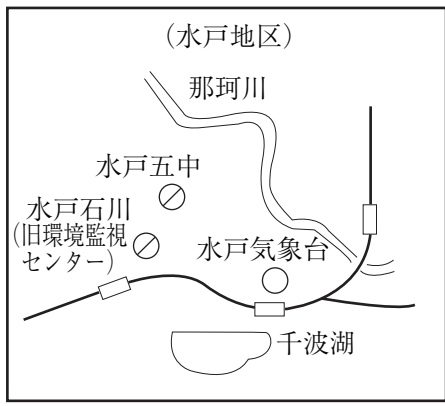 (水戸地区)
那珂川
水戸五中
水戸石川
(旧環境監視
センター)
水戸気象台
千波湖